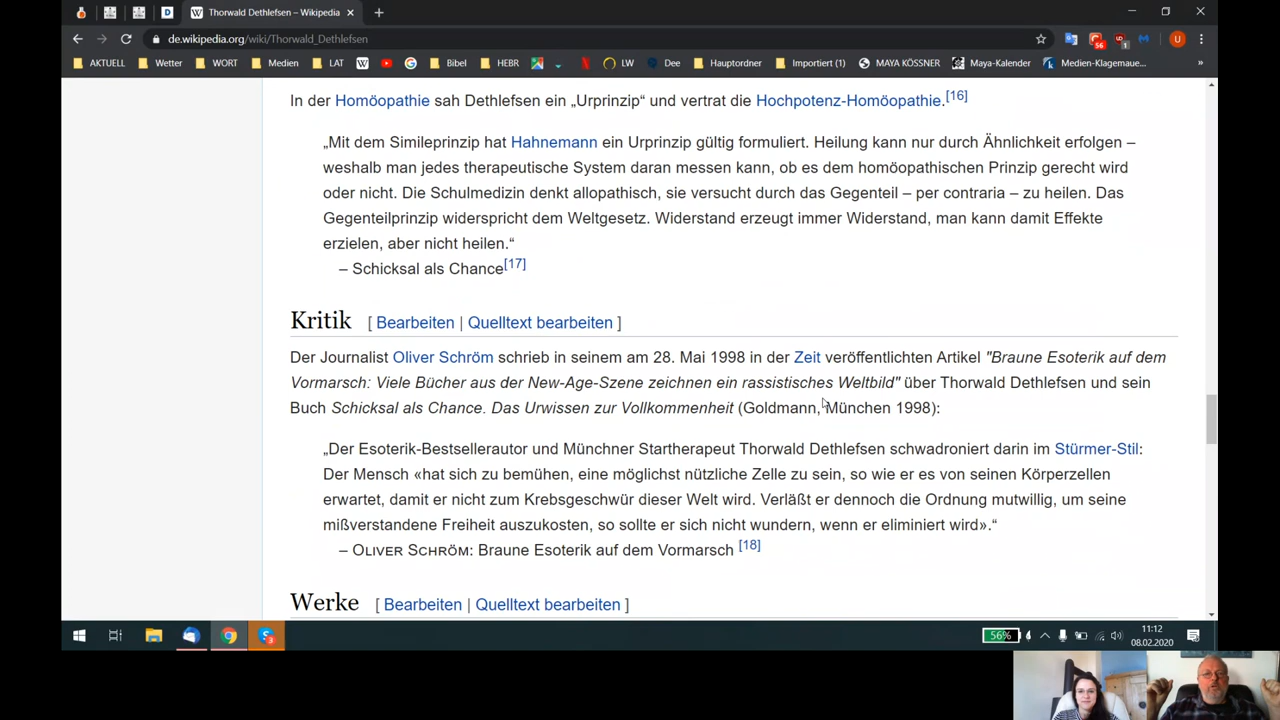 Thorwald Dethlefsen – Wikipedia
de.wikipedia.org/wiki/Thorwald_Dethlefsen
AKTUELL Wetter WORT Medien LAT Bibel HEBR LW Dee Hauptordner Importiert (1) MAYA KÖSSNER Maya-Kalender Medien-Klagemaue...
In der Homöopathie sah Dethlefsen ein „Urprinzip“ und vertrat die Hochpotenz-Homöopathie.[16]
„Mit dem Simileprinzip hat Hahnemann ein Urprinzip gültig formuliert. Heilung kann nur durch Ähnlichkeit erfolgen –
weshalb man jedes therapeutische System daran messen kann, ob es dem homöopathischen Prinzip gerecht wird
oder nicht. Die Schulmedizin denkt allopathisch, sie versucht durch das Gegenteil – per contraria – zu heilen. Das
Gegenteilprinzip widerspricht dem Weltgesetz. Widerstand erzeugt immer Widerstand, man kann damit Effekte
erzielen, aber nicht heilen.“
– Schicksal als Chance[17]
Kritik [ Bearbeiten | Quelltext bearbeiten ]
Der Journalist Oliver Schröm schrieb in seinem am 28. Mai 1998 in der Zeit veröffentlichten Artikel "Braune Esoterik auf dem
Vormarsch: Viele Bücher aus der New-Age-Szene zeichnen ein rassistisches Weltbild" über Thorwald Dethlefsen und sein
Buch Schicksal als Chance. Das Urwissen zur Vollkommenheit (Goldmann, München 1998):
„Der Esoterik-Bestsellerautor und Münchner Startherapeut Thorwald Dethlefsen schwadroniert darin im Stürmer-Stil:
Der Mensch «hat sich zu bemühen, eine möglichst nützliche Zelle zu sein, so wie er es von seinen Körperzellen
erwartet, damit er nicht zum Krebsgeschwür dieser Welt wird. Verläßt er dennoch die Ordnung mutwillig, um seine
mißverstandene Freiheit auszukosten, so sollte er sich nicht wundern, wenn er eliminiert wird».“
– Oliver Schröm: Braune Esoterik auf dem Vormarsch [18]
Werke [ Bearbeiten | Quelltext bearbeiten ]
56% 11:12
08.02.2020